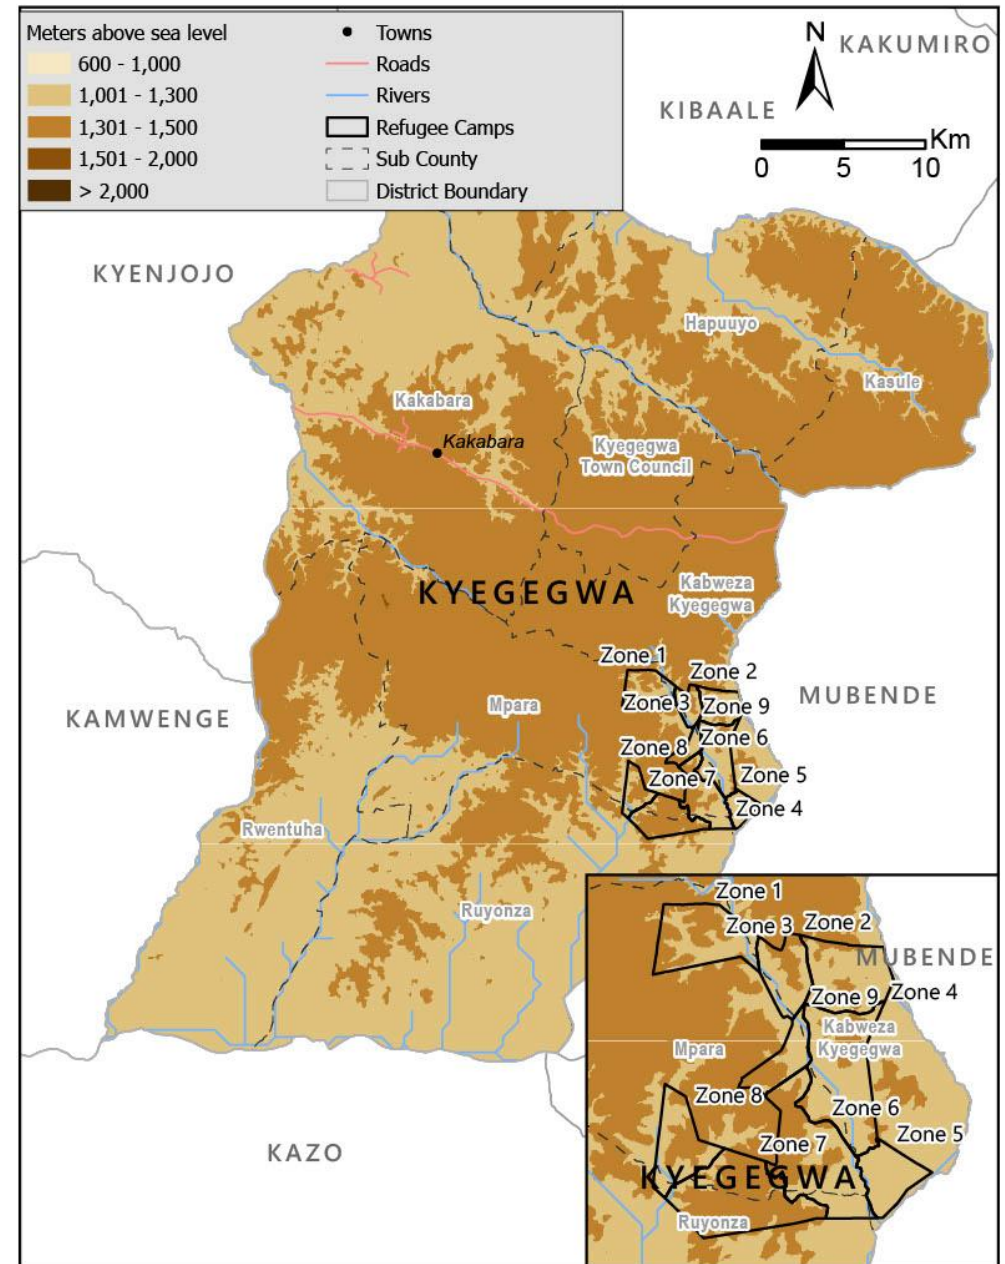 Meters above sea level
600 - 1,000
1,001 - 1,300
1,301 - 1,500
1,501 - 2,000
> 2,000
Towns
Roads
Rivers
Refugee Camps
Sub County
District Boundary
N
KAKUMIRO
KIBAALE
Km
0 5 10
KYENJOJO
Hapuuyo
Kasule
Kakabara
Kakabara
Kyegegwa
Town Council
KYEGEGWA
Kabweza
Kyegegwa
Zone 1
Zone 2
Zone 3
Zone 9
MUBENDE
KAMWENGE
Mpara
Zone 6
Zone 8
Zone 7
Zone 5
Zone 4
Rwentuha
Ruyonza
KAZO
Zone 1
Zone 3
Zone 2
MUBENDE
Zone 9
Zone 4
Kabweza
Kyegegwa
Mpara
Zone 8
Zone 6
Zone 7
Zone 5
KYEGEGWA
Ruyonza